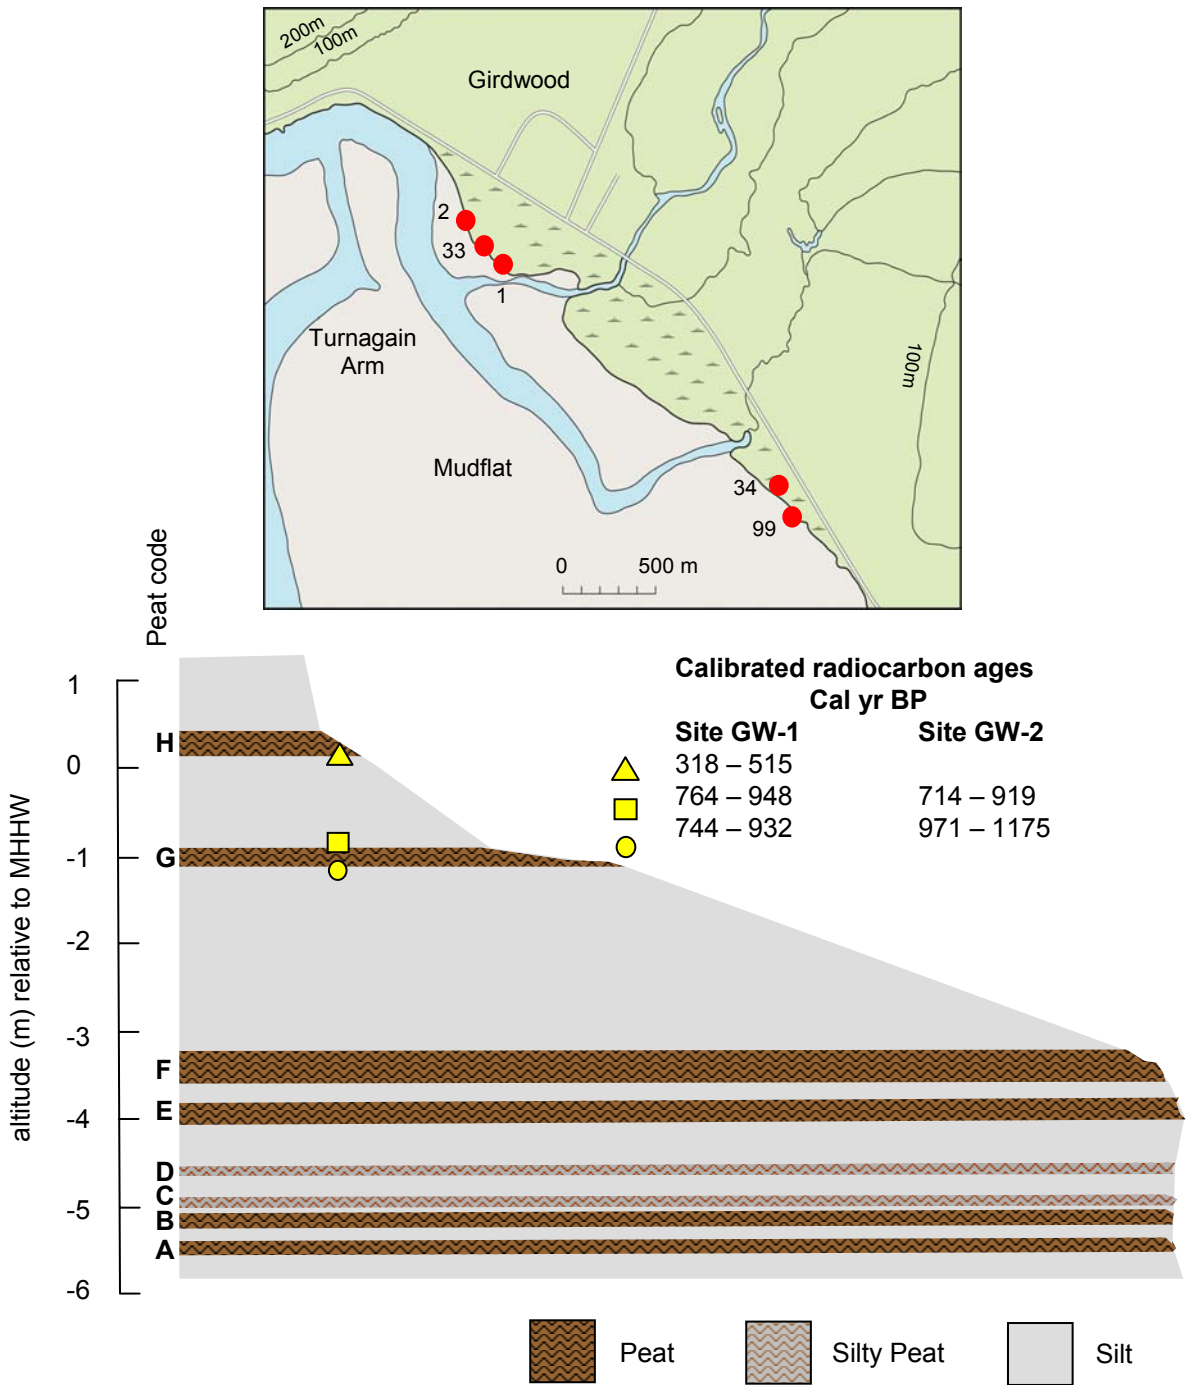 200m
100m
Girdwood
2
33
1
Turnagain
Arm
100m
Mudflat
34
99
0 500 m
Peat code
altitude (m) relative to MHHW
1
0
-1
-2
-3
-4
-5
-6
H
G
F
E
D
C
B
A
Calibrated radiocarbon ages
Cal yr BP
Site GW-1 Site GW-2
318 – 515
764 – 948 714 – 919
744 – 932 971 – 1175
Peat Silty Peat Silt